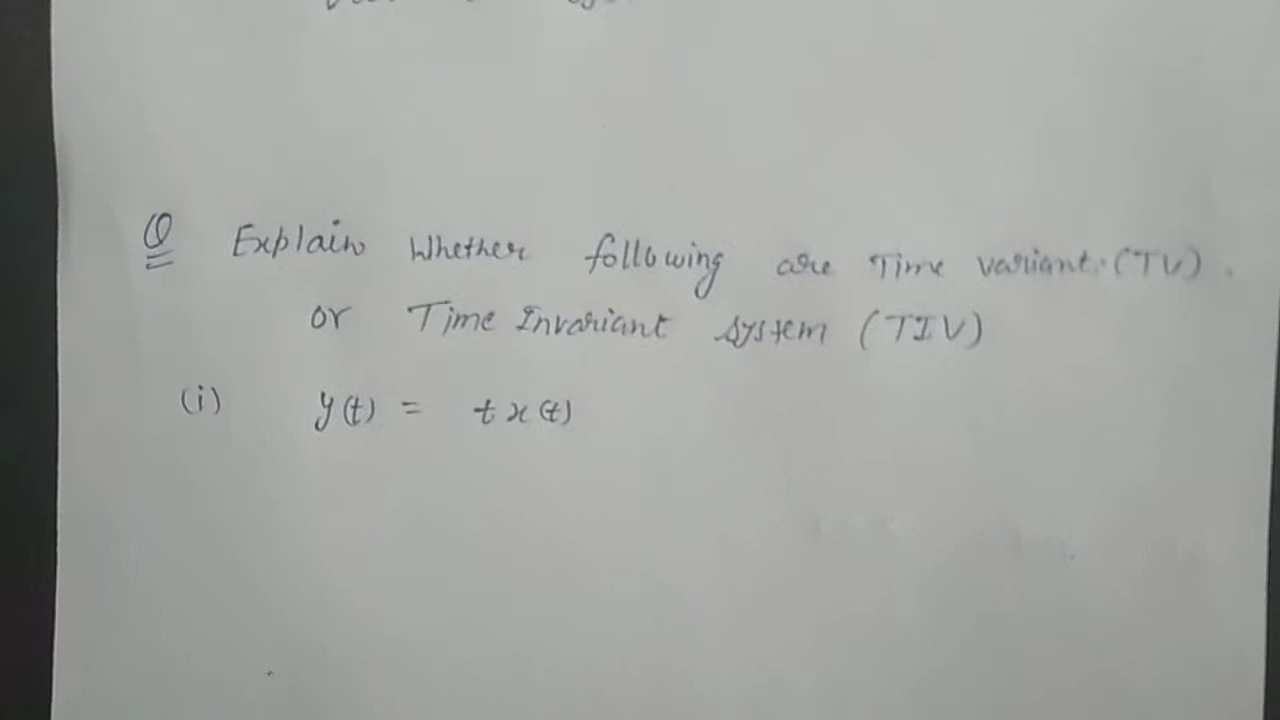 Q Explain Whether following are Time variant (TV)
or Time Invariant System (TIV)
(i) y(t) = t x(t)